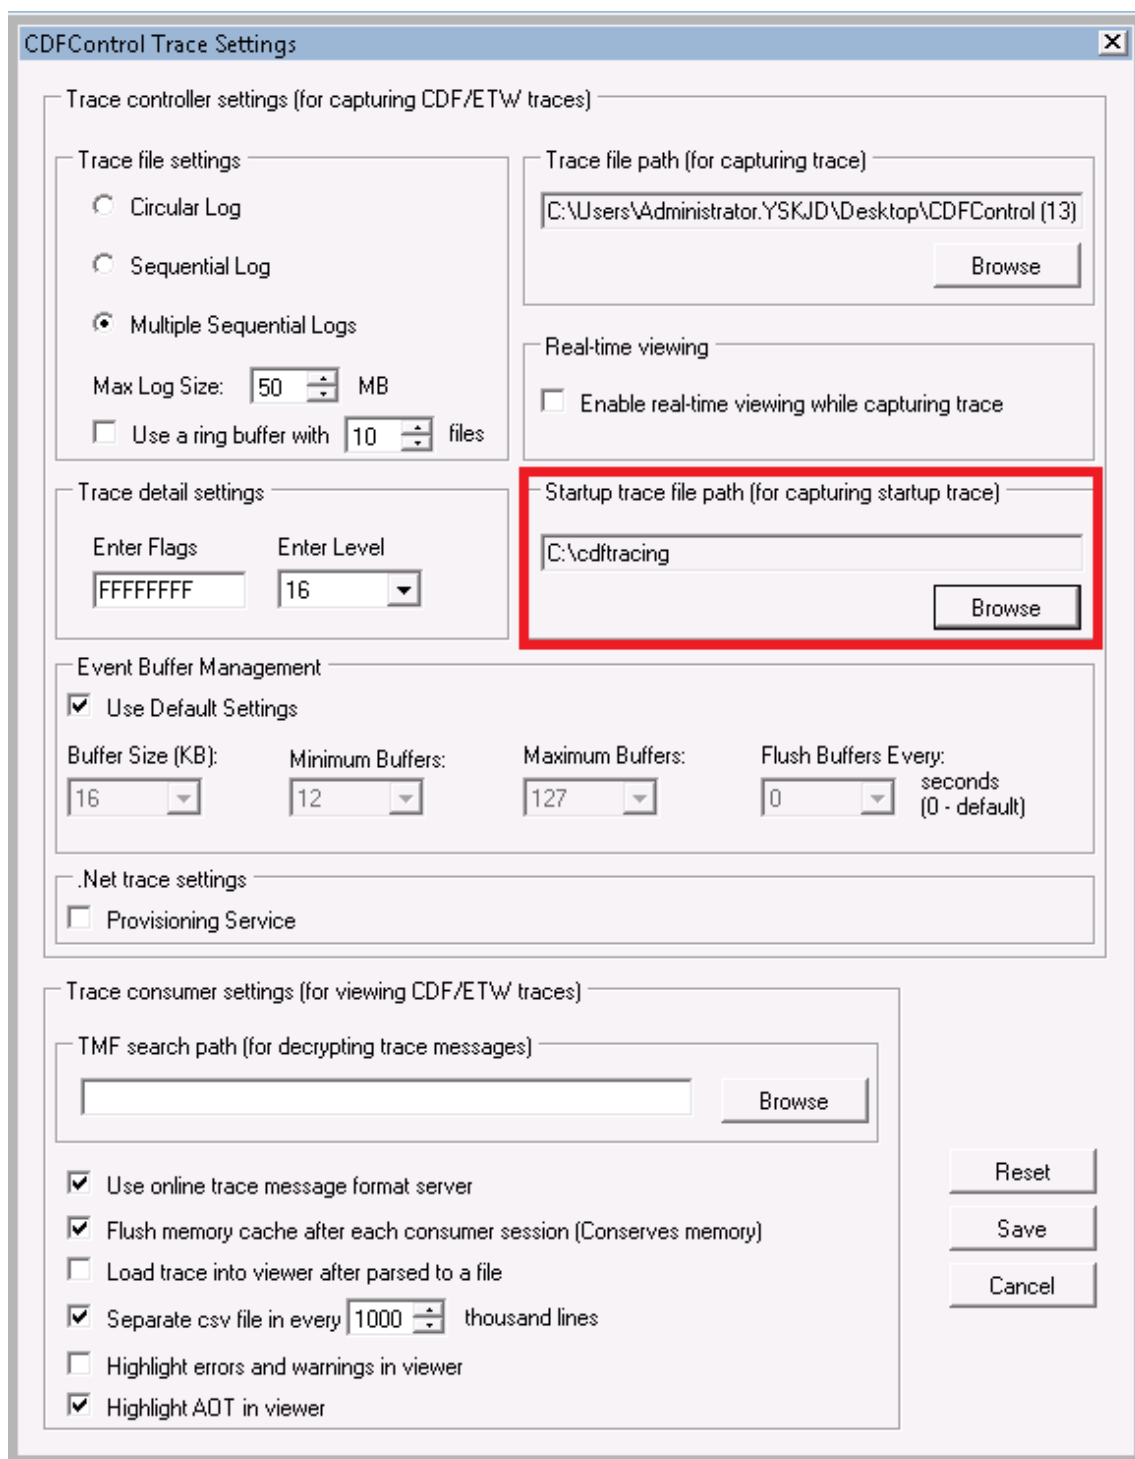 CDFControl Trace Settings
Trace controller settings (for capturing CDF/ETW traces)
Trace file settings
Circular Log
Sequential Log
Multiple Sequential Logs
Max Log Size: 50 MB
Use a ring buffer with 10 files
Trace file path (for capturing trace)
C:\Users\Administrator.YSKJD\Desktop\CDFControl (13)
Browse
Real-time viewing
Enable real-time viewing while capturing trace
Trace detail settings
Enter Flags Enter Level
FFFFFFFF 16
Startup trace file path (for capturing startup trace)
C:\cdftracing
Browse
Event Buffer Management
Use Default Settings
Buffer Size (KB): Minimum Buffers: Maximum Buffers: Flush Buffers Every:
16 12 127 0 seconds
(0 - default)
.Net trace settings
Provisioning Service
Trace consumer settings (for viewing CDF/ETW traces)
TMF search path (for decrypting trace messages)
Browse
Use online trace message format server
Flush memory cache after each consumer session (Conserves memory)
Load trace into viewer after parsed to a file
Separate csv file in every 1000 thousand lines
Highlight errors and warnings in viewer
Highlight AOT in viewer
Reset
Save
Cancel